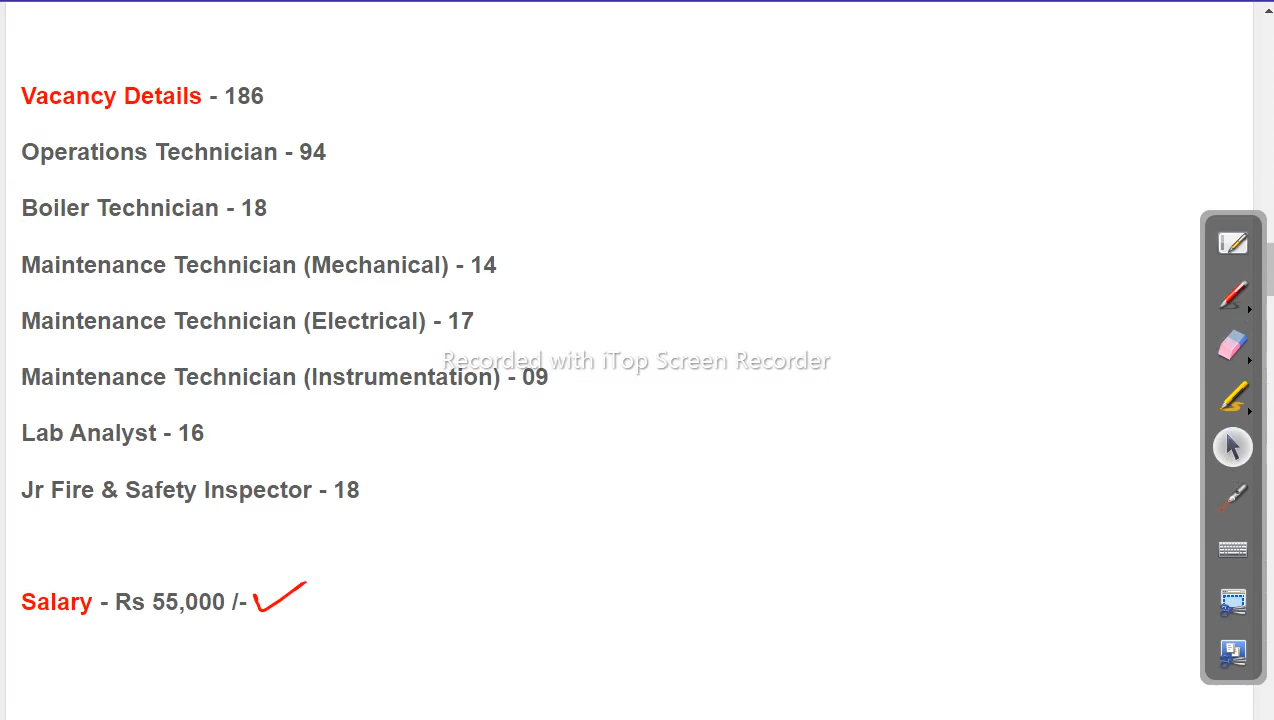 Vacancy Details - 186
Operations Technician - 94
Boiler Technician - 18
Maintenance Technician (Mechanical) - 14
Maintenance Technician (Electrical) - 17
Recorded with iTop Screen Recorder
Maintenance Technician (Instrumentation) - 09
Lab Analyst - 16
Jr Fire & Safety Inspector - 18
Salary - Rs 55,000 /-